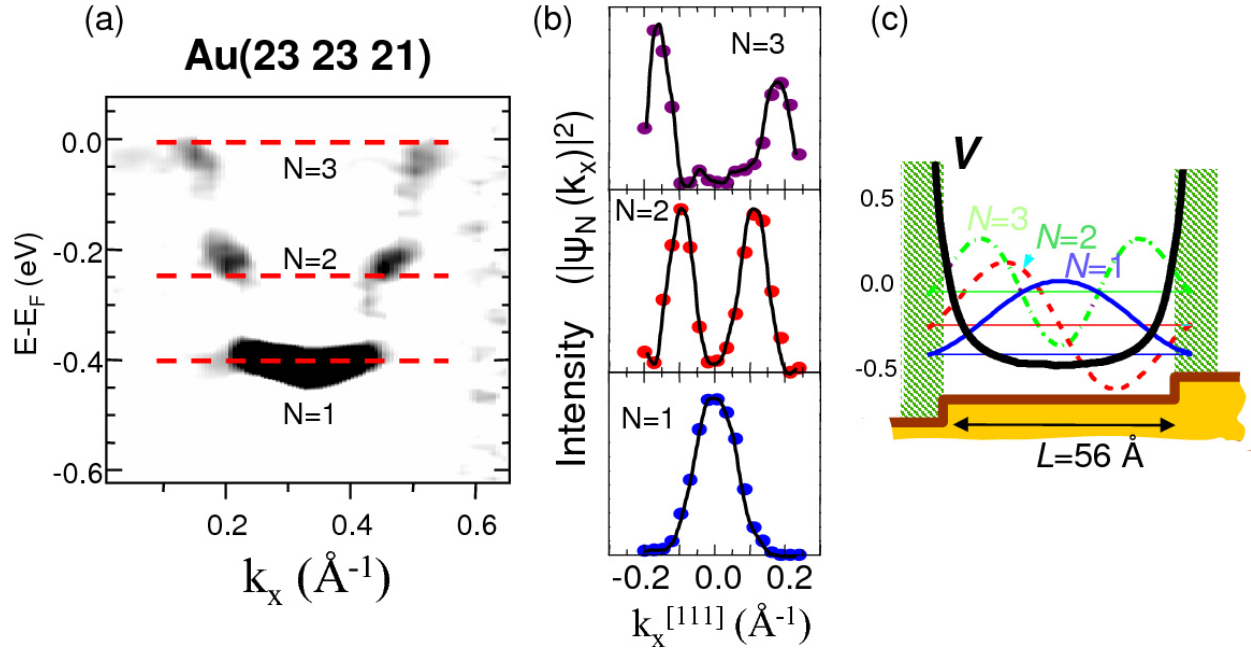 (a)
Au(23 23 21)
0.0
-0.2
-0.4
-0.6
E-E_F (eV)
N=3
N=2
N=1
0.2
0.4
0.6
k_x (Å^-1)
(b)
Intensity (|ψ_N (k_x)|^2
N=3
N=2
N=1
-0.2
0.0
0.2
k_x^[111] (Å^-1)
(c)
V
0.5
0.0
-0.5
N=3
N=2
N=1
L=56 Å